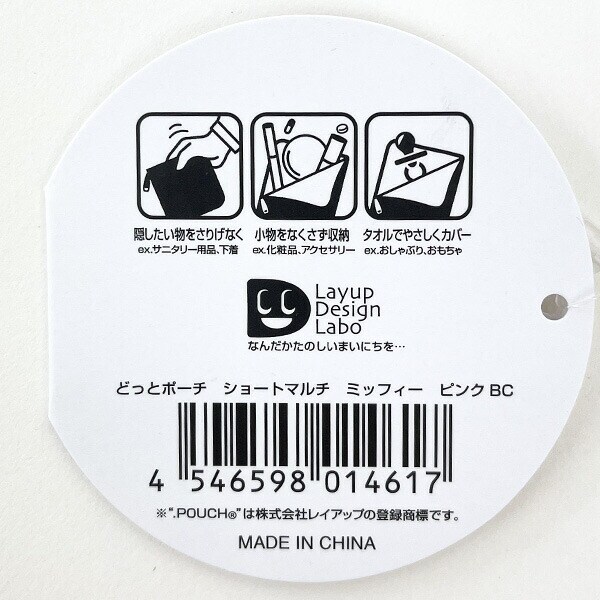 隠したい物をさりげなく 小物をなくさず収納 タオルでやさしくカバー
ex.サニタリー用品、下着 ex.化粧品、アクセサリー ex.おしゃぶり、おもちゃ
Layup
Design
Labo
なんだかたのしいまいにちを…
どっとポーチ ショートマルチ ミッフィー ピンク BC
4 546598 014617
※“.POUCH®”は株式会社レイアップの登録商標です。
MADE IN CHINA